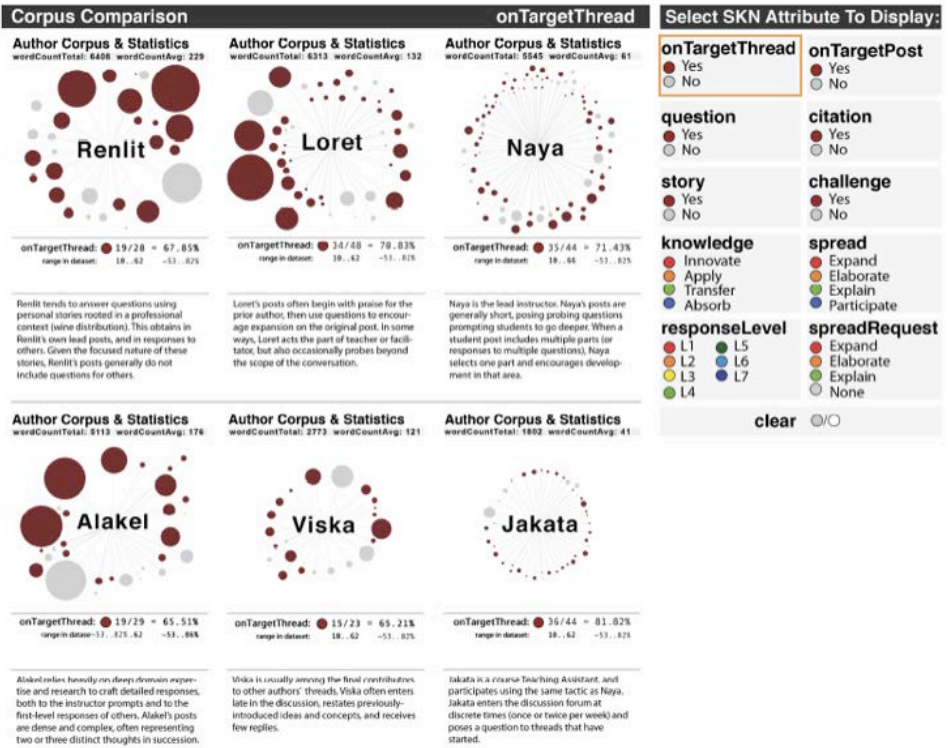 Corpus Comparison onTargetThread
Author Corpus & Statistics
wordCountTotal: 6408 wordCountAvg: 229
Renlit
onTargetThread: 19/28 = 67.85%
range in dataset: 10..62 ~53..82%
Renlit tends to answer questions using
personal stories rooted in a professional
context (wine distribution). This obtains in
Renlit's own lead posts, and in responses to
others. Given the focused nature of these
stories, Renlit's posts generally do not
include questions for others.
Author Corpus & Statistics
wordCountTotal: 6313 wordCountAvg: 132
Loret
onTargetThread: 34/48 = 70.83%
range in dataset: 10..62 ~53..82%
Loret's posts often begin with praise for the
prior author, then use questions to encour-
age expansion on the original post. In some
ways, Loret acts the part of teacher or facili-
tator, but also occasionally probes beyond
the scope of the conversation.
Author Corpus & Statistics
wordCountTotal: 5545 wordCountAvg: 61
Naya
onTargetThread: 35/44 = 71.43%
range in dataset: 10..66 ~53..82%
Naya is the lead instructor. Naya's posts are
generally short, posing probing questions
prompting students to go deeper. When a
student post includes multiple parts (or
responses to multiple questions), Naya
selects one part and encourages develop-
ment in that area.
Author Corpus & Statistics
wordCountTotal: 5113 wordCountAvg: 176
Alakel
onTargetThread: 19/29 = 65.51%
range in datase~53..82% .62 ~53..86%
Alakel relies heavily on deep domain exper-
tise and research to craft detailed responses,
both to the instructor prompts and to the
first-level responses of others. Alakel's posts
are dense and complex, often representing
two or three distinct thoughts in succession.
Author Corpus & Statistics
wordCountTotal: 2773 wordCountAvg: 121
Viska
onTargetThread: 15/23 = 65.21%
range in dataset: 10..62 ~53..82%
Viska is usually among the final contributors
to other authors' threads. Viska often enters
late in the discussion, restates previously-
introduced ideas and concepts, and receives
few replies.
Author Corpus & Statistics
wordCountTotal: 1802 wordCountAvg: 41
Jakata
onTargetThread: 36/44 = 81.82%
range in dataset: 10..62 ~53..82%
Jakata is a course Teaching Assistant, and
participates using the same tactic as Naya.
Jakata enters the discussion forum at
discrete times (once or twice per week) and
poses a question to threads that have
started.
Select SKN Attribute To Display:
onTargetThread
Yes
No
onTargetPost
Yes
No
question
Yes
No
citation
Yes
No
story
Yes
No
challenge
Yes
No
knowledge
Innovate
Apply
Transfer
Absorb
spread
Expand
Elaborate
Explain
Participate
responseLevel
L1 L5
L2 L6
L3 L7
L4
spreadRequest
Expand
Elaborate
Explain
None
clear /